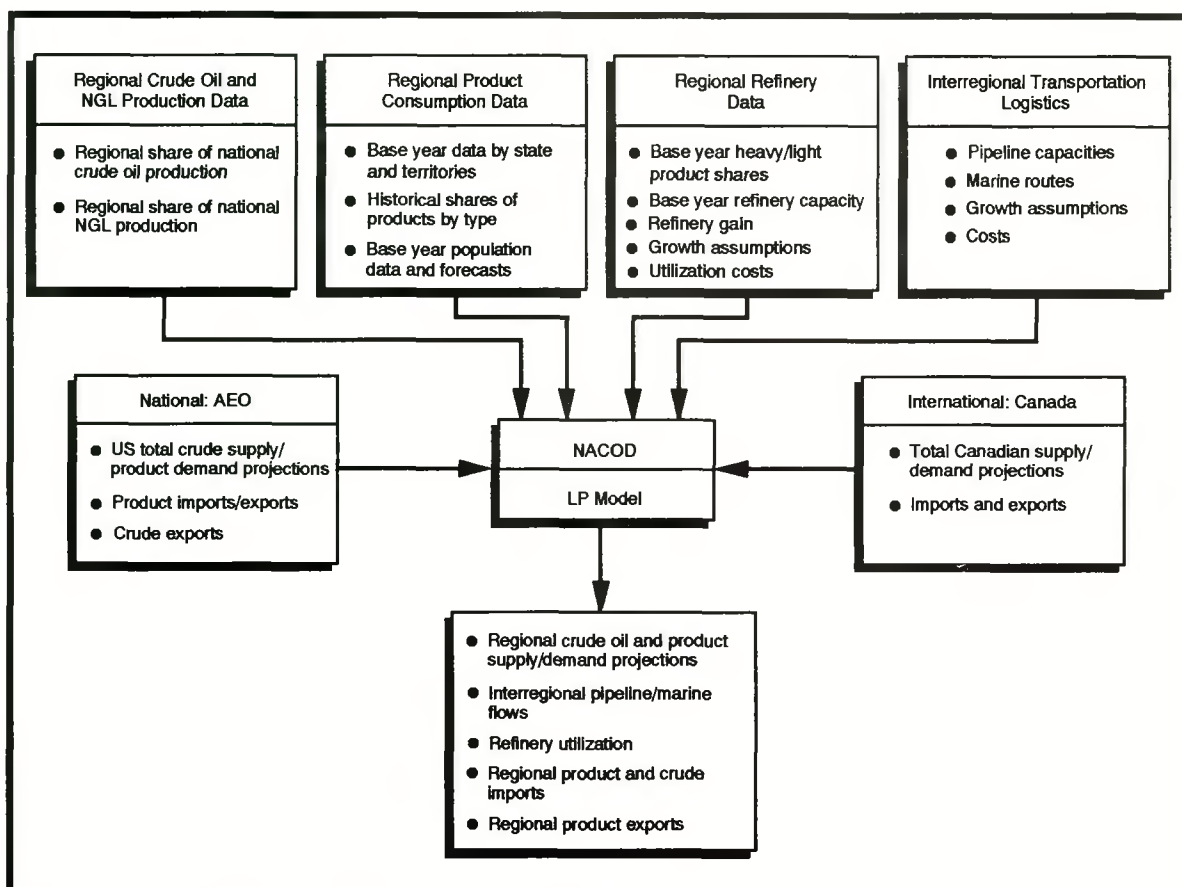 Regional Crude Oil and
NGL Production Data
● Regional share of national
crude oil production
● Regional share of national
NGL production
Regional Product
Consumption Data
● Base year data by state
and territories
● Historical shares of
products by type
● Base year population
data and forecasts
Regional Refinery
Data
● Base year heavy/light
product shares
● Base year refinery capacity
● Refinery gain
● Growth assumptions
● Utilization costs
Interregional Transportation
Logistics
● Pipeline capacities
● Marine routes
● Growth assumptions
● Costs
National: AEO
● US total crude supply/
product demand projections
● Product imports/exports
● Crude exports
NACOD
LP Model
International: Canada
● Total Canadian supply/
demand projections
● Imports and exports
● Regional crude oil and product
supply/demand projections
● Interregional pipeline/marine
flows
● Refinery utilization
● Regional product and crude
imports
● Regional product exports